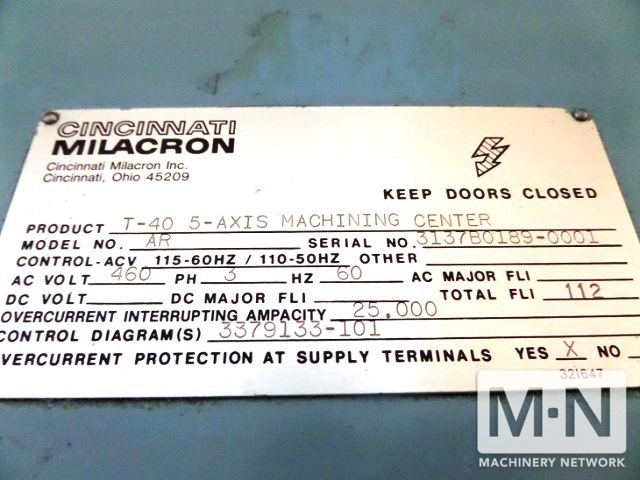 CINCINNATI
MILACRON
Cincinnati Milacron Inc.
Cincinnati, Ohio 45209
KEEP DOORS CLOSED
PRODUCT T-40 5-AXIS MACHINING CENTER
MODEL NO. AR SERIAL NO. 3137B0189-0001
CONTROL-ACV 115-60HZ / 110-50HZ OTHER
AC VOLT 460 PH 3 HZ 60 AC MAJOR FLI
DC VOLT DC MAJOR FLI TOTAL FLI 112
OVERCURRENT INTERRUPTING AMPACITY 25,000
CONTROL DIAGRAM(S) 3379133-101
VERCURRENT PROTECTION AT SUPPLY TERMINALS YES X NO
321647
M·N
MACHINERY NETWORK